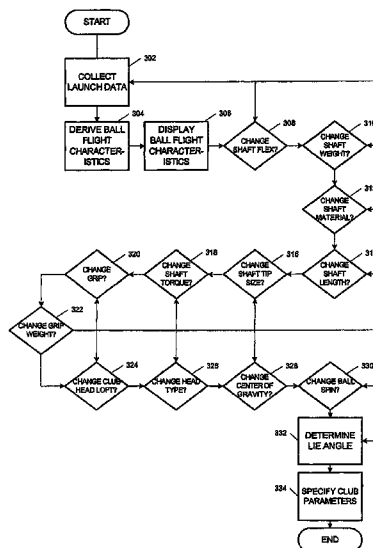 START
302
COLLECT
LAUNCH DATA
304
DERIVE BALL
FLIGHT
CHARACTER-
ISTICS
306
DISPLAY BALL
FLIGHT
CHARACTER-
ISTICS
308
CHANGE
SHAFT FLEX?
CHANGE
SHAFT
WEIGHT?
CHANGE
SHAFT
MATERIAL?
CHANGE
SHAFT
LENGTH?
316
CHANGE
SHAFT TIP
SIZE?
318
CHANGE
SHAFT
TORQUE?
320
CHANGE
GRIP?
322
CHANGE GRIP
WEIGHT?
324
CHANGE CLUB
HEAD LOFT?
326
CHANGE HEAD
TYPE?
328
CHANGE
CENTER OF
GRAVITY?
330
CHANGE BALL
SPIN?
332
DETERMINE
LIE ANGLE
334
SPECIFY CLUB
PARAMETERS
END